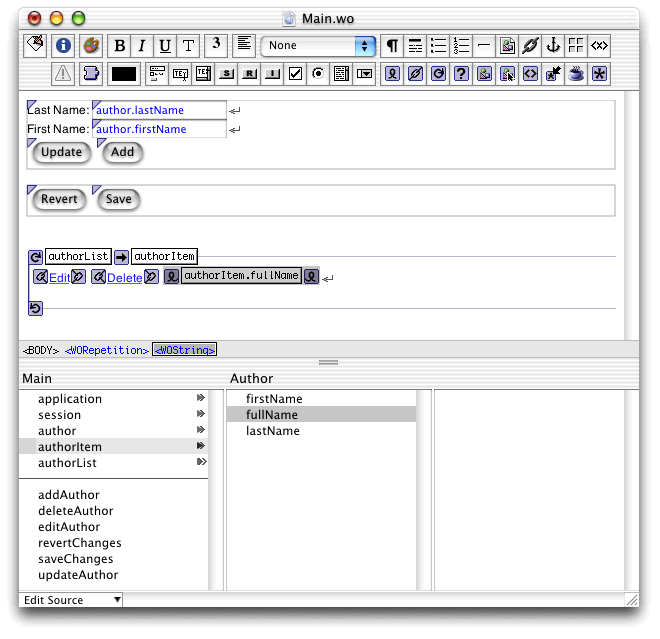 Main.wo
B I U T 3 None ¶
Last Name: author.lastName
First Name: author.firstName
Update Add
Revert Save
authorList authorItem
Edit Delete authorItem.fullName
<BODY> <WORepetition> <WOString>
Main Author
application firstName
session fullName
author lastName
authorItem
authorList
addAuthor
deleteAuthor
editAuthor
revertChanges
saveChanges
updateAuthor
Edit Source